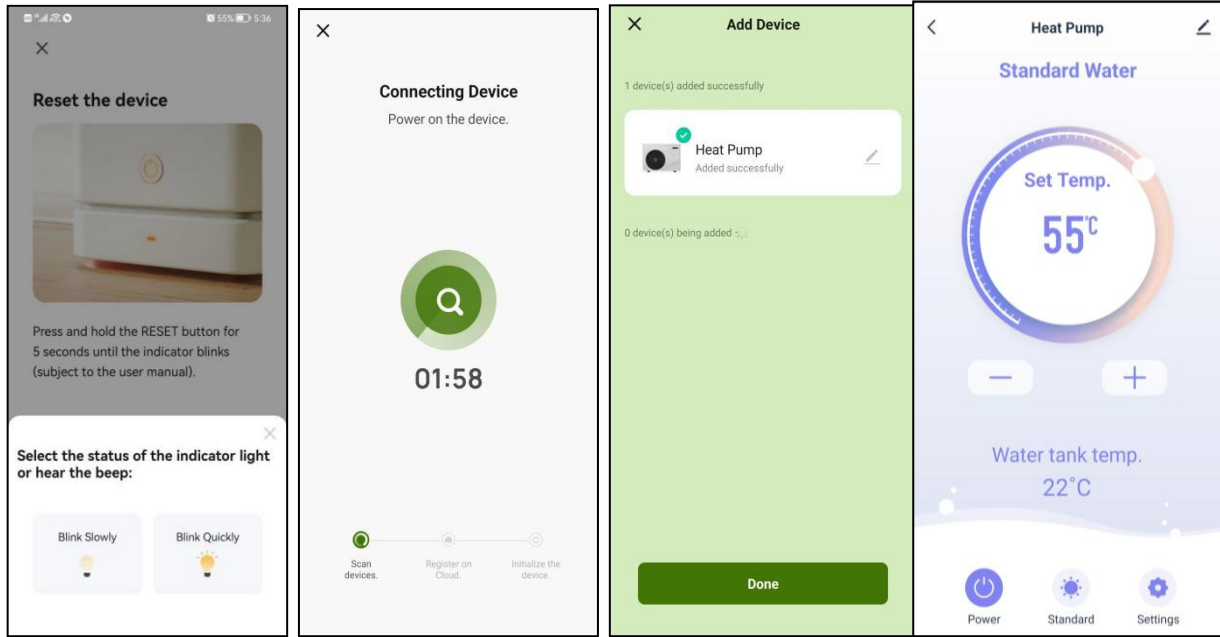 55% 5:36
Reset the device
Press and hold the RESET button for
5 seconds until the indicator blinks
(subject to the user manual).
Select the status of the indicator light
or hear the beep:
Blink Slowly
Blink Quickly
Connecting Device
Power on the device.
01:58
Scan
devices.
Register on
Cloud.
Initialize the
device.
Add Device
1 device(s) added successfully
Heat Pump
Added successfully
0 device(s) being added
Done
Heat Pump
Standard Water
Set Temp.
55℃
Water tank temp.
22°C
Power
Standard
Settings